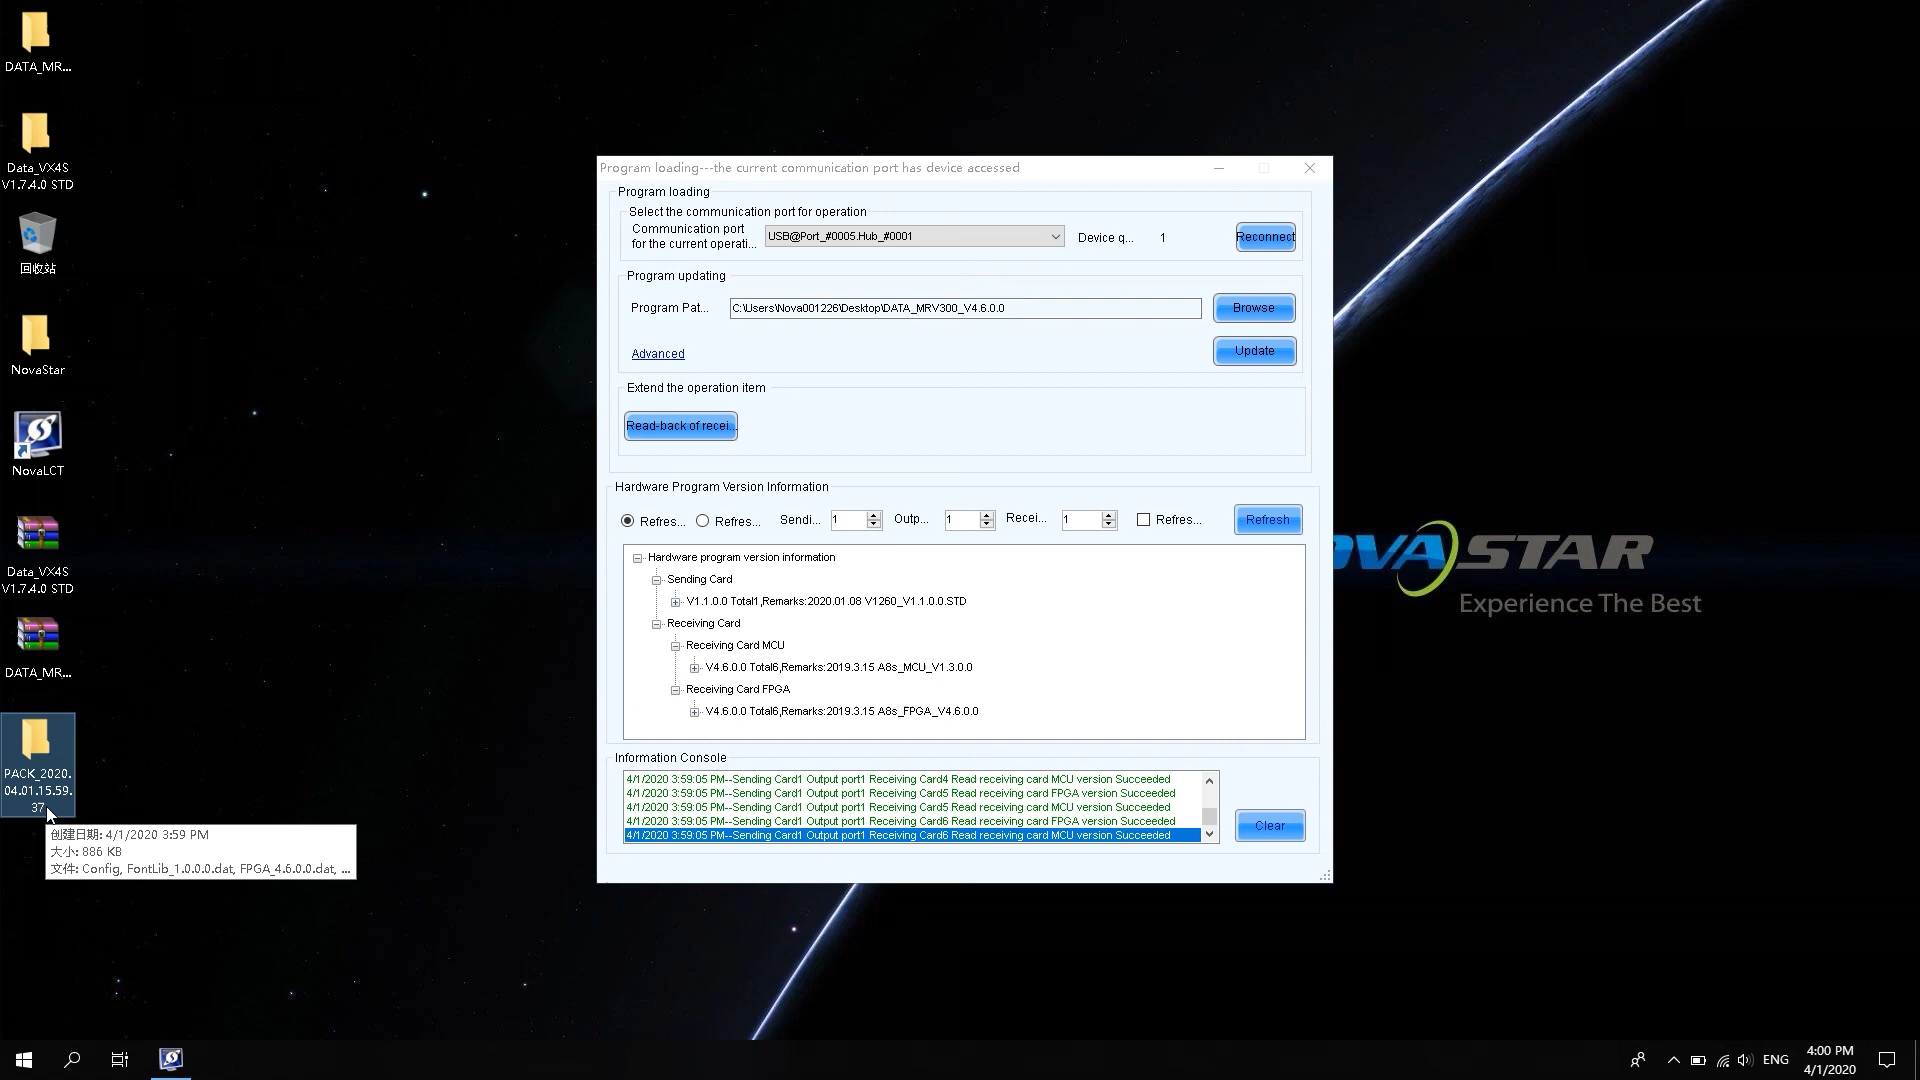 DATA_MR...
Data_VX4S
V1.7.4.0 STD
回收站
NovaStar
NovaLCT
Data_VX4S
V1.7.4.0 STD
DATA_MR...
PACK_2020.
04.01.15.59.
37
创建日期: 4/1/2020 3:59 PM
大小: 886 KB
文件: Config, FontLib_1.0.0.0.dat, FPGA_4.6.0.0.dat, ...
Program loading---the current communication port has device accessed
Program loading
Select the communication port for operation
Communication port
for the current operati...
USB@Port_#0005.Hub_#0001
Device q...
1
Reconnect
Program updating
Program Pat...
C:\Users\Nova001226\Desktop\DATA_MRV300_V4.6.0.0
Browse
Advanced
Update
Extend the operation item
Read-back of recei...
Hardware Program Version Information
Refres...
Refres...
Sendi...
1
Outp...
1
Recei...
1
Refres...
Refresh
Hardware program version information
Sending Card
V1.1.0.0 Total1,Remarks:2020.01.08 V1260_V1.1.0.0.STD
Receiving Card
Receiving Card MCU
V4.6.0.0 Total6,Remarks:2019.3.15 A8s_MCU_V1.3.0.0
Receiving Card FPGA
V4.6.0.0 Total6,Remarks:2019.3.15 A8s_FPGA_V4.6.0.0
Information Console
4/1/2020 3:59:05 PM--Sending Card1 Output port1 Receiving Card4 Read receiving card MCU version Succeeded
4/1/2020 3:59:05 PM--Sending Card1 Output port1 Receiving Card5 Read receiving card FPGA version Succeeded
4/1/2020 3:59:05 PM--Sending Card1 Output port1 Receiving Card5 Read receiving card MCU version Succeeded
4/1/2020 3:59:05 PM--Sending Card1 Output port1 Receiving Card6 Read receiving card FPGA version Succeeded
4/1/2020 3:59:05 PM--Sending Card1 Output port1 Receiving Card6 Read receiving card MCU version Succeeded
Clear
OVASTAR
Experience The Best
ENG
4:00 PM
4/1/2020